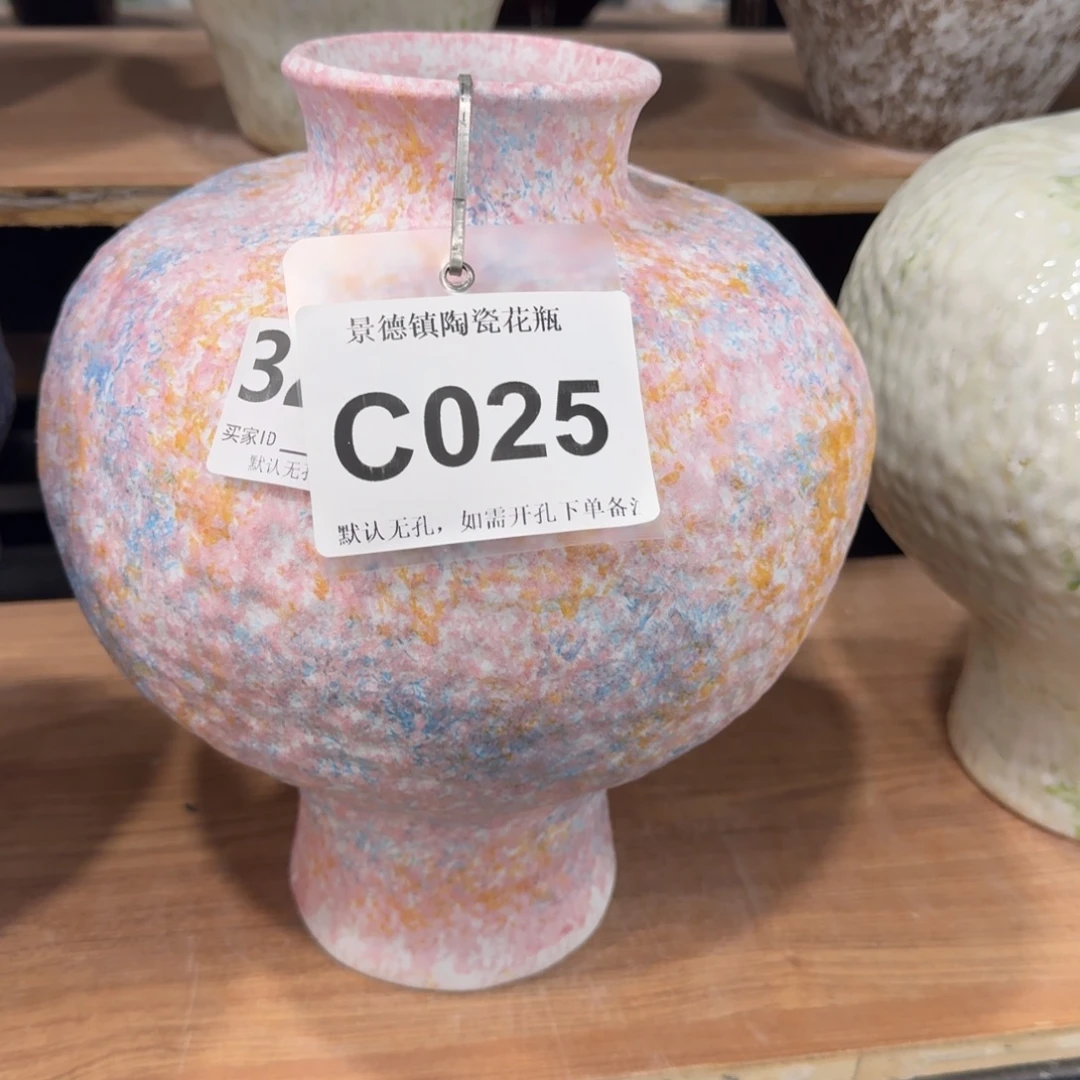 景德镇陶瓷花瓶
C025
默认无孔，如需开孔下单备
3
买家ID
默认无